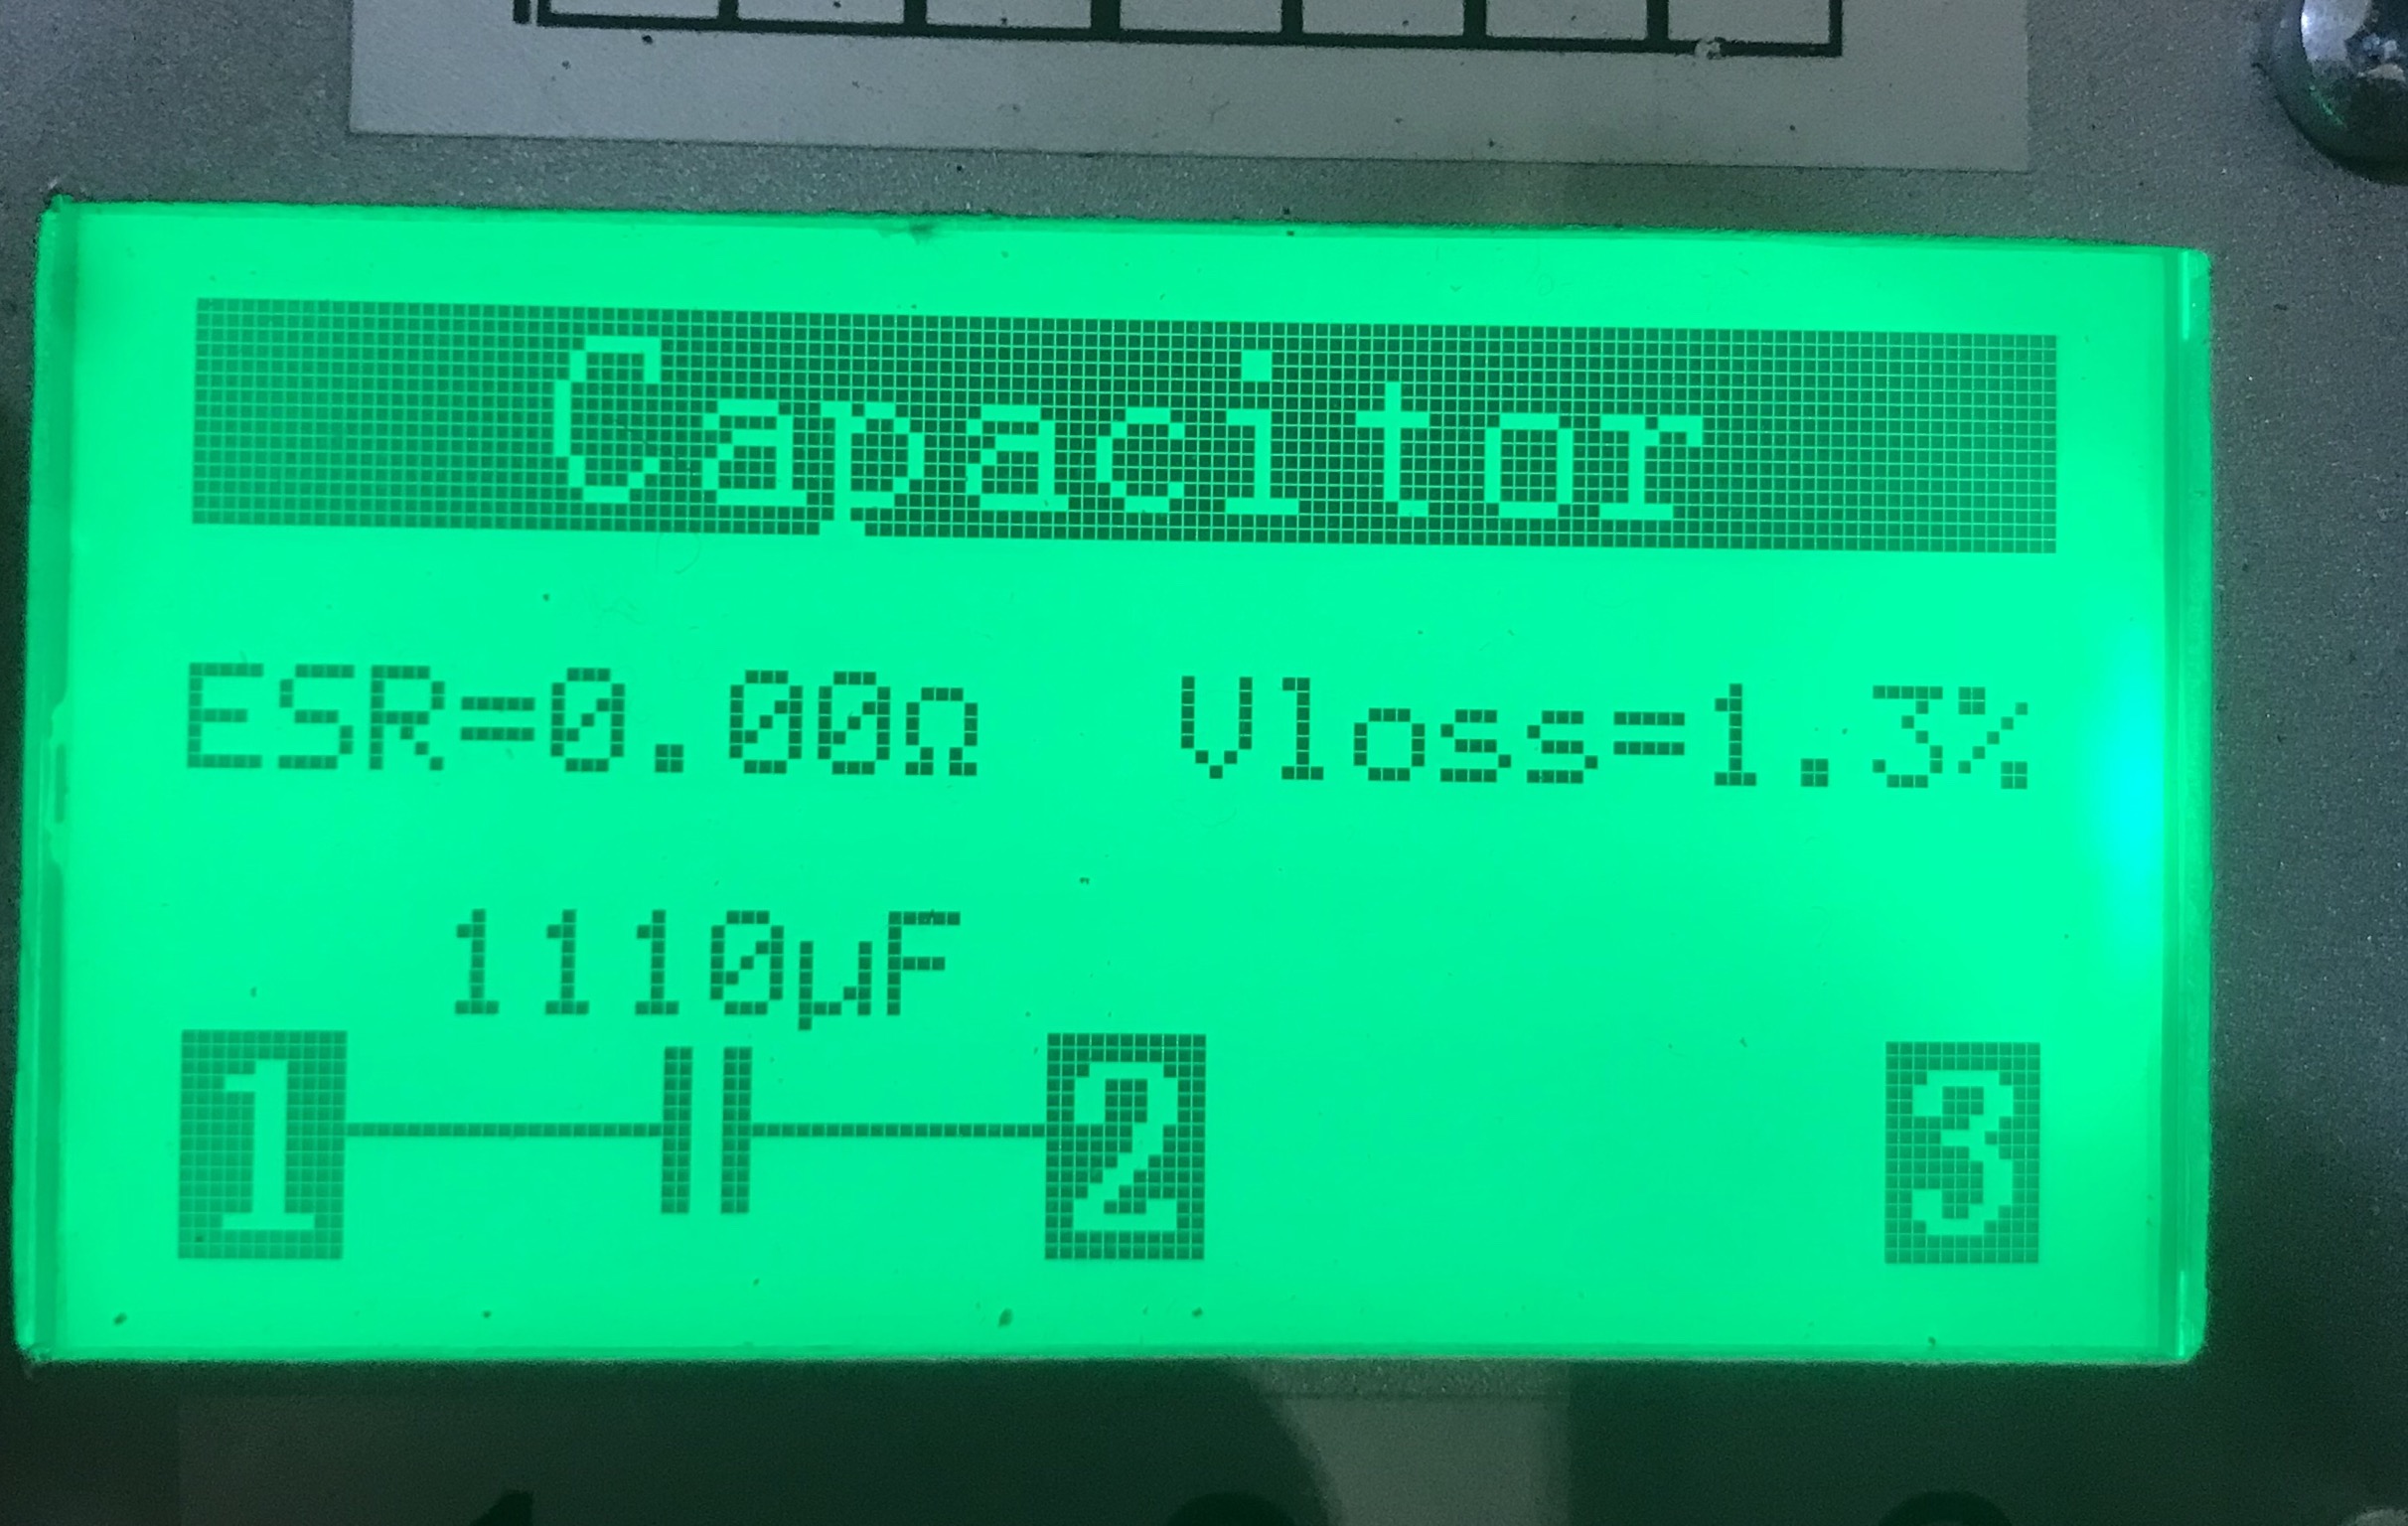 Capacitor
ESR=0.00Ω Vloss=1.3%
1110µF
1 2 3